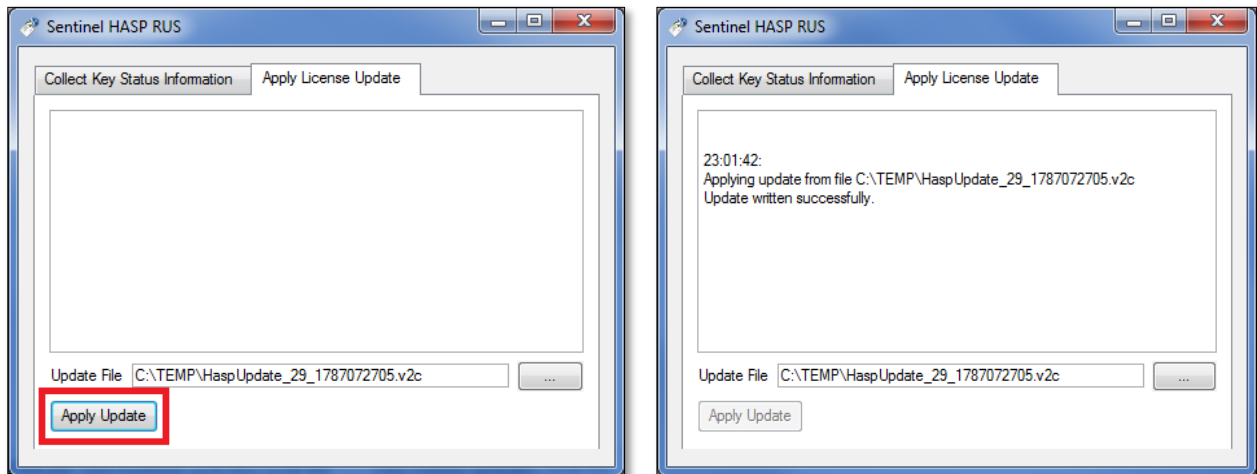 Sentinel HASP RUS
Collect Key Status Information
Apply License Update
Update File
C:\TEMP\HaspUpdate_29_1787072705.v2c
...
Apply Update
Sentinel HASP RUS
Collect Key Status Information
Apply License Update
23:01:42:
Applying update from file C:\TEMP\HaspUpdate_29_1787072705.v2c
Update written successfully.
Update File
C:\TEMP\HaspUpdate_29_1787072705.v2c
...
Apply Update